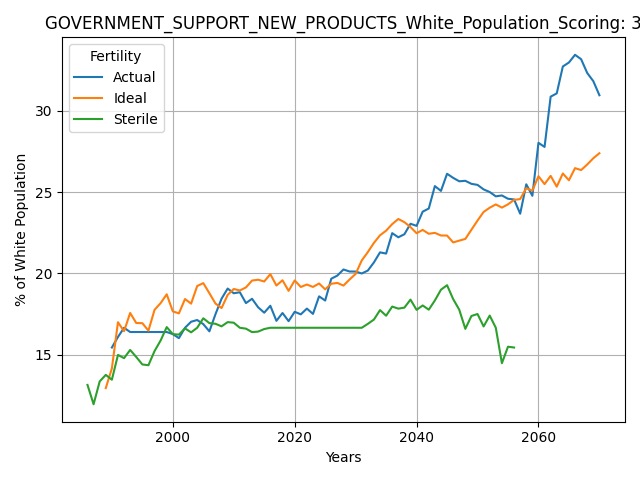 GOVERNMENT_SUPPORT_NEW_PRODUCTS_White_Population_Scoring: 3
Fertility
Actual
Ideal
Sterile
% of White Population
30
25
20
15
2000 2020 2040 2060
Years